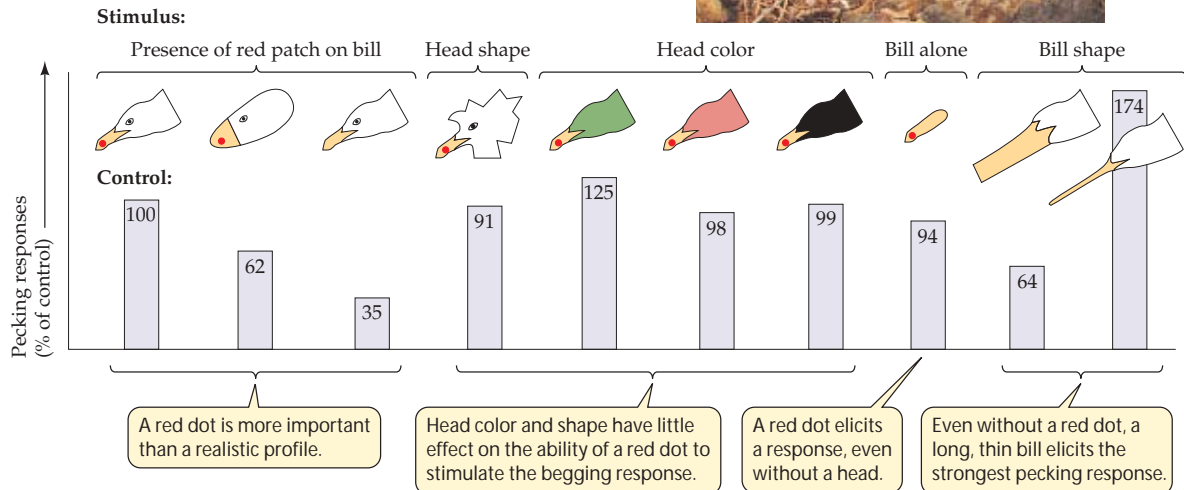 Stimulus:
Presence of red patch on bill
Head shape
Head color
Bill alone
Bill shape
Pecking responses
(% of control)
Control:
100
62
35
91
125
98
99
94
64
174
A red dot is more important
than a realistic profile.
Head color and shape have little
effect on the ability of a red dot to
stimulate the begging response.
A red dot elicits
a response, even
without a head.
Even without a red dot, a
long, thin bill elicits the
strongest pecking response.